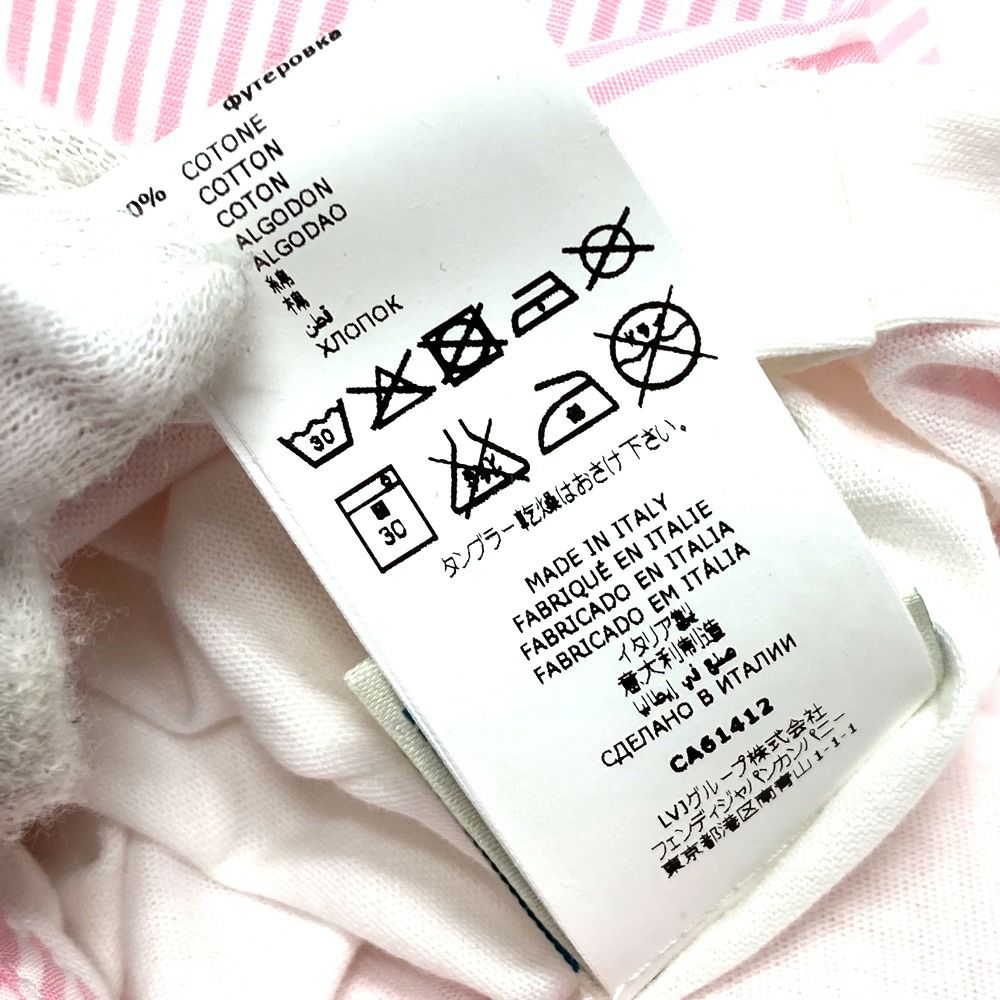 футеровка
0% COTONE
COTTON
COTON
ALGODON
ALGODAO
綿
棉
قطن
ХЛОПОК
30
30
タンブラー乾燥はおさけ下さい。
MADE IN ITALY
FABRIQUÉ EN ITALIE
FABRICADO EN ITALIA
FABRICADO EM ITÁLIA
イタリア製
意大利制造
صنع في إيطاليا
СДЕЛАНО В ИТАЛИИ
CA61412
LVJグループ株式会社
フェンディジャパンカンパニー
東京都港区南青山1-1-1